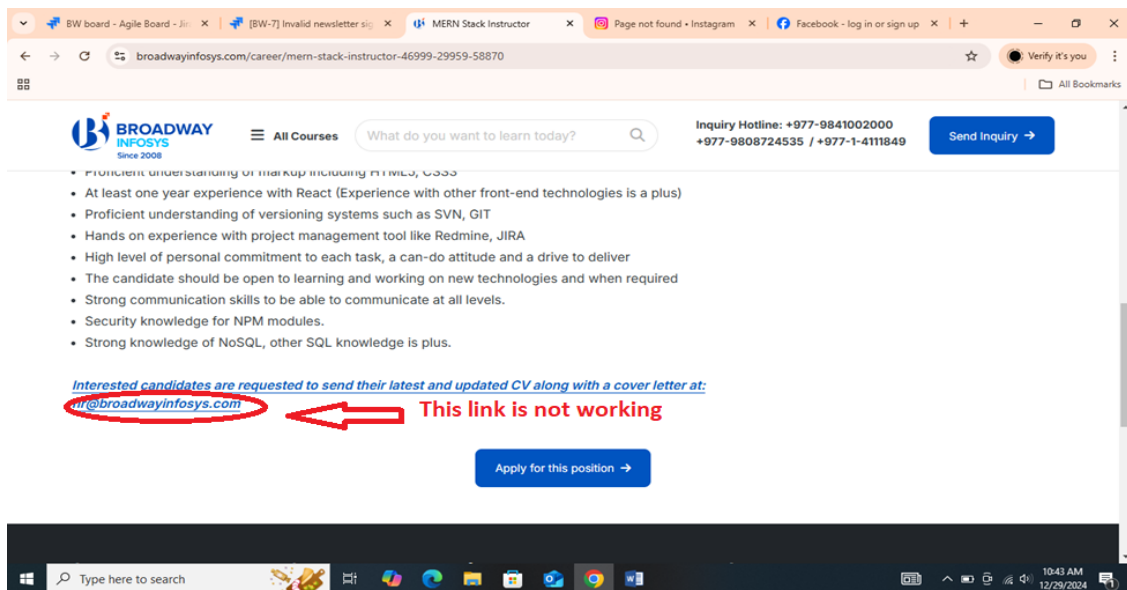 BW board - Agile Board - Jir
[BW-7] Invalid newsletter sig
MERN Stack Instructor
Page not found • Instagram
Facebook - log in or sign up
broadwayinfosys.com/career/mern-stack-instructor-46999-29959-58870
Verify it's you
All Bookmarks
BROADWAY
INFOSYS
Since 2008
All Courses
What do you want to learn today?
Inquiry Hotline: +977-9841002000
+977-9808724535 / +977-1-4111849
Send Inquiry →
• Proficient understanding of markup including HTML5, CSS3
• At least one year experience with React (Experience with other front-end technologies is a plus)
• Proficient understanding of versioning systems such as SVN, GIT
• Hands on experience with project management tool like Redmine, JIRA
• High level of personal commitment to each task, a can-do attitude and a drive to deliver
• The candidate should be open to learning and working on new technologies and when required
• Strong communication skills to be able to communicate at all levels.
• Security knowledge for NPM modules.
• Strong knowledge of NoSQL, other SQL knowledge is plus.
Interested candidates are requested to send their latest and updated CV along with a cover letter at:
hr@broadwayinfosys.com
This link is not working
Apply for this position →
Type here to search
10:43 AM
12/29/2024
1